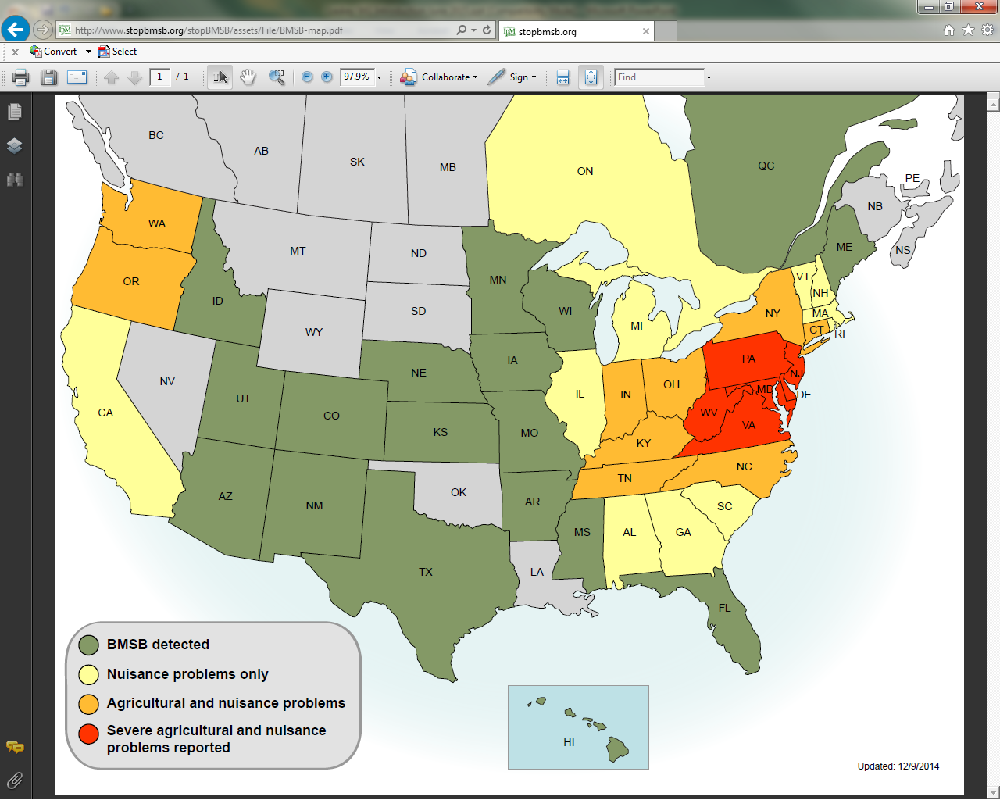 http://www.stopbmsb.org/stopBMSB/assets/File/BMSB-map.pdf
stopbmsb.org
Convert
Select
1 / 1
97.9%
Collaborate
Sign
Find
BC
AB
SK
MB
ON
QC
PE
NB
NS
WA
MT
ND
MN
ME
OR
ID
SD
WI
MI
VT
NH
NY
MA
CT
RI
WY
NE
IA
PA
NV
UT
CO
KS
MO
IL
IN
OH
NJ
MD
DE
WV
VA
CA
KY
NC
TN
AZ
NM
OK
AR
SC
MS
AL
GA
TX
LA
FL
BMSB detected
Nuisance problems only
Agricultural and nuisance problems
Severe agricultural and nuisance
problems reported
HI
Updated: 12/9/2014